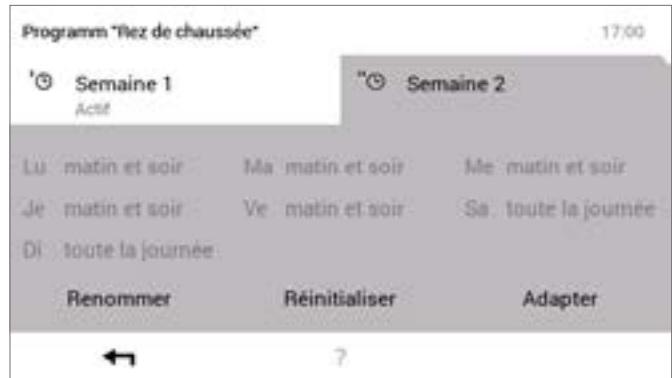 Programm "Rez de chaussée" 17:00
'Semaine 1 "Semaine 2
Actif
Lu matin et soir Ma matin et soir Me matin et soir
Je matin et soir Ve matin et soir Sa toute la journée
Di toute la journée
Renommer Réinitialiser Adapter
?